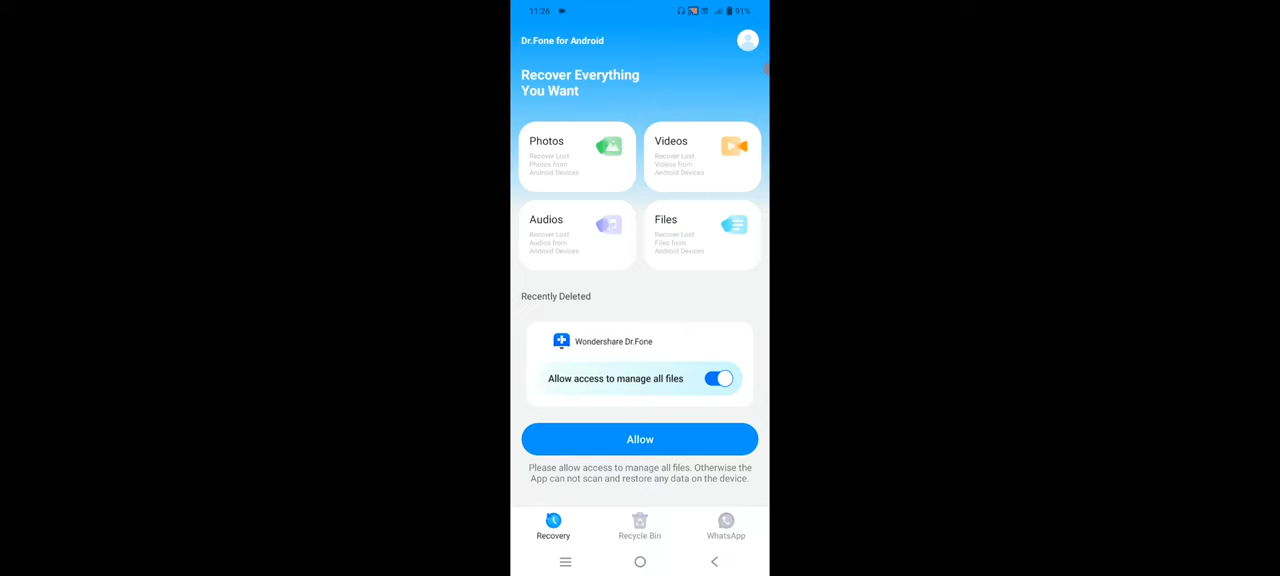 11:26
91%
Dr.Fone for Android
Recover Everything
You Want
Photos
Recover Lost
Photos from
Android Devices
Videos
Recover Lost
Videos from
Android Devices
Audios
Recover Lost
Audios from
Android Devices
Files
Recover Lost
Files from
Android Devices
Recently Deleted
Wondershare Dr.Fone
Allow access to manage all files
Allow
Please allow access to manage all files. Otherwise the
App can not scan and restore any data on the device.
Recovery
Recycle Bin
WhatsApp